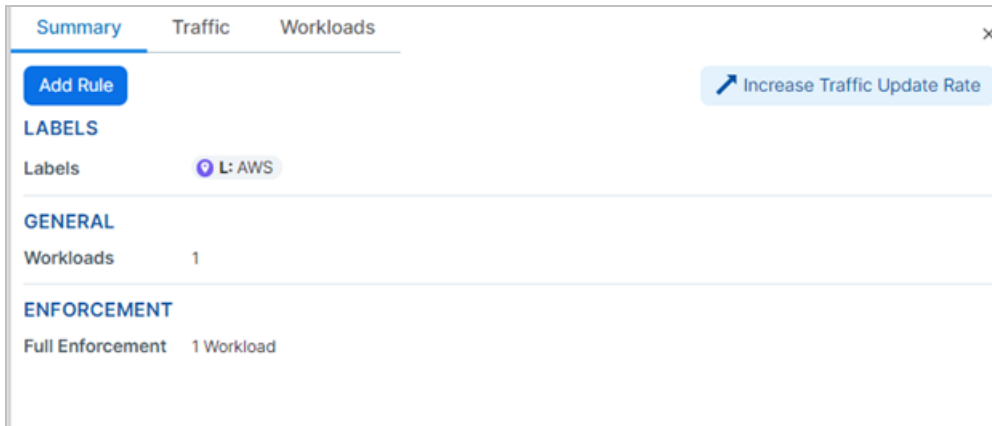 Summary Traffic Workloads
Add Rule Increase Traffic Update Rate
LABELS
Labels L: AWS
GENERAL
Workloads 1
ENFORCEMENT
Full Enforcement 1 Workload